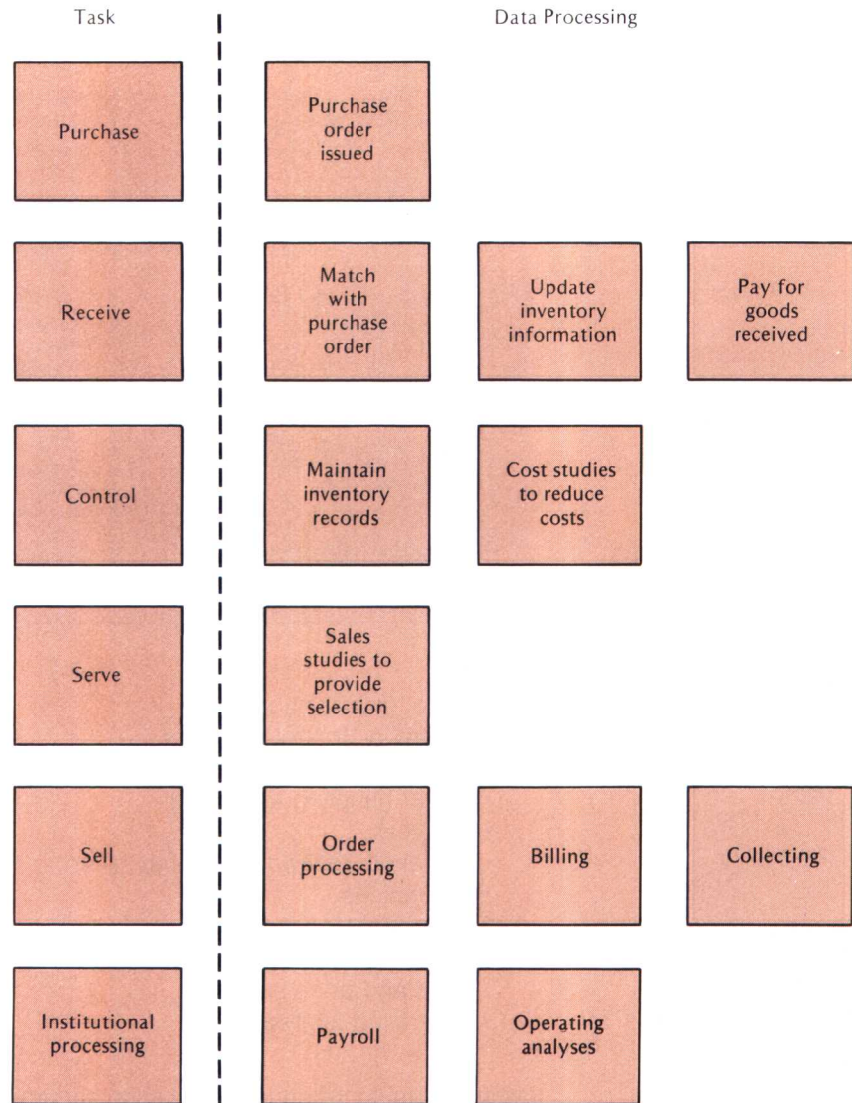 Task
Data Processing
Purchase
Purchase
order
issued
Receive
Match
with
purchase
order
Update
inventory
information
Pay for
goods
received
Control
Maintain
inventory
records
Cost studies
to reduce
costs
Serve
Sales
studies to
provide
selection
Sell
Order
processing
Billing
Collecting
Institutional
processing
Payroll
Operating
analyses